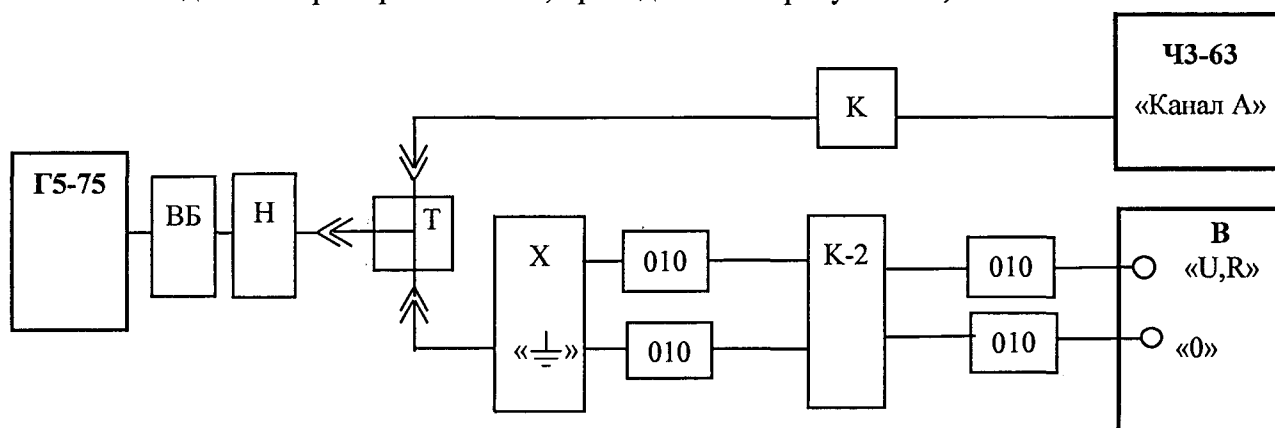 Ч3-63
«Канал А»
К
Г5-75
ВБ
Н
Т
Х
«⏚»
010
010
К-2
010
010
В
«U,R»
«0»